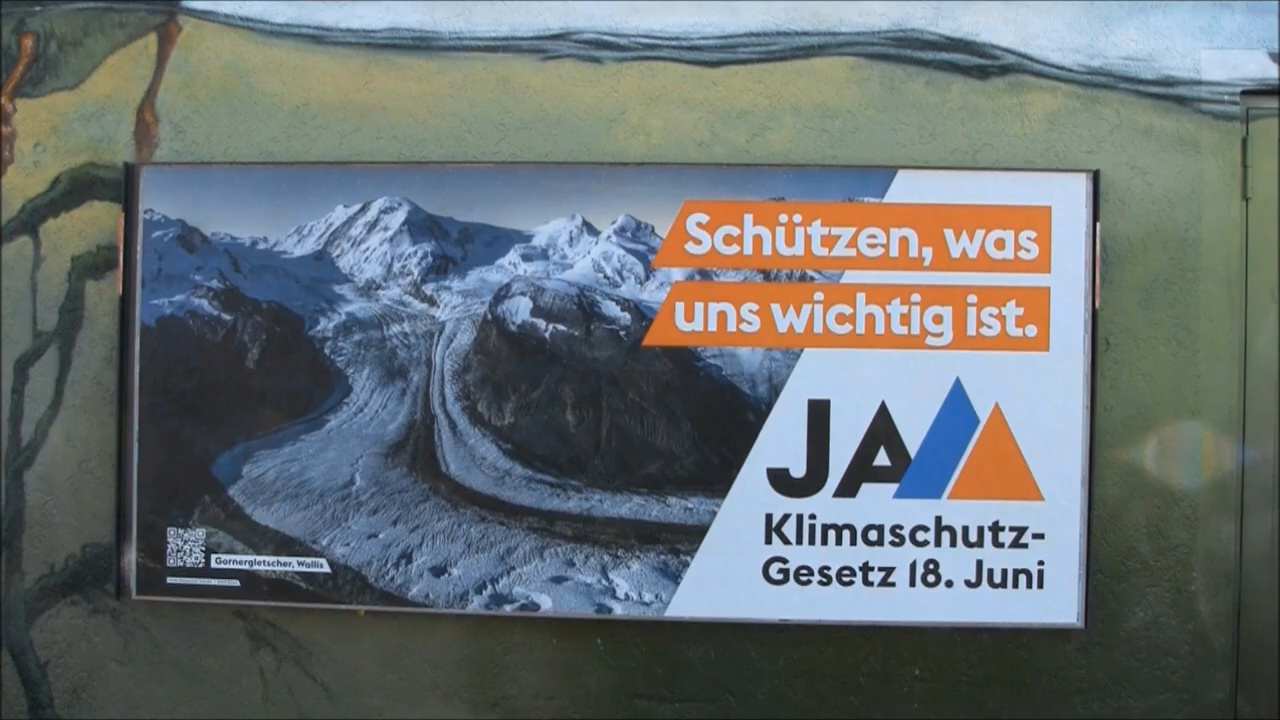 Schützen, was
uns wichtig ist.
JA
Klimaschutz-
Gesetz 18. Juni
Gornergletscher, Wallis